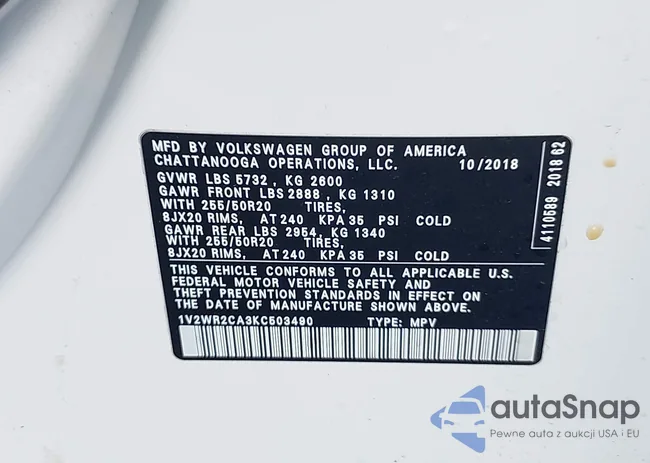 MFD BY VOLKSWAGEN GROUP OF AMERICA
CHATTANOOGA OPERATIONS, LLC. 10/2018
GVWR LBS 5732, KG 2600
GAWR FRONT LBS 2888, KG 1310
WITH 255/50R20 TIRES,
8JX20 RIMS, AT 240 KPA 35 PSI COLD
GAWR REAR LBS 2954, KG 1340
WITH 255/50R20 TIRES,
8JX20 RIMS, AT 240 KPA 35 PSI COLD
THIS VEHICLE CONFORMS TO ALL APPLICABLE U.S.
FEDERAL MOTOR VEHICLE SAFETY AND
THEFT PREVENTION STANDARDS IN EFFECT ON
THE DATE OF MANUFACTURE SHOWN ABOVE.
1V2WR2CA3KC503490 TYPE: MPV
4110589 2018 62
autaSnap
Pewne auta z aukcji USA i EU